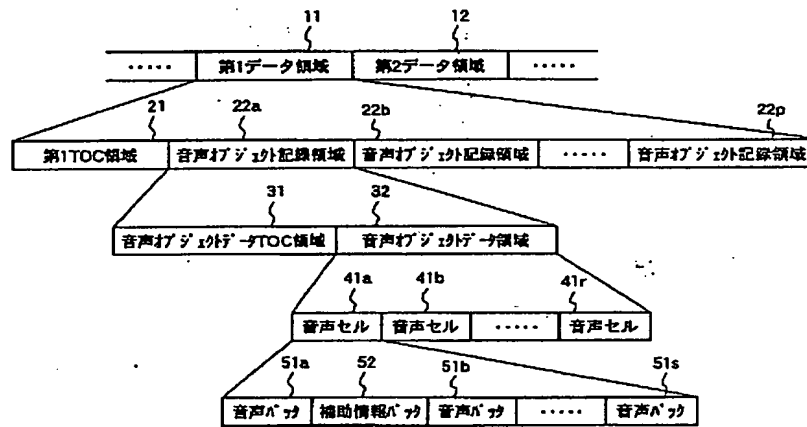 11 12
····· 第1データ領域 第2データ領域 ·····
21 22a 22b 22p
第1TOC領域 音声オブジェクト記録領域 音声オブジェクト記録領域 ····· 音声オブジェクト記録領域
31 32
音声オブジェクトデータTOC領域 音声オブジェクトデータ領域
41a 41b 41r
音声セル 音声セル ····· 音声セル
51a 52 51b 51s
音声パック 補助情報パック 音声パック ····· 音声パック